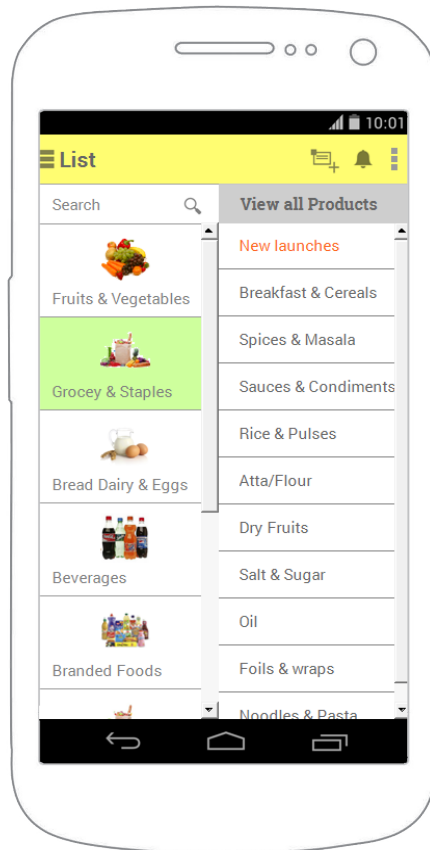 10:01
List
Search
Fruits & Vegetables
Grocey & Staples
Bread Dairy & Eggs
Beverages
Branded Foods
View all Products
New launches
Breakfast & Cereals
Spices & Masala
Sauces & Condiments
Rice & Pulses
Atta/Flour
Dry Fruits
Salt & Sugar
Oil
Foils & wraps
Noodles & Pasta